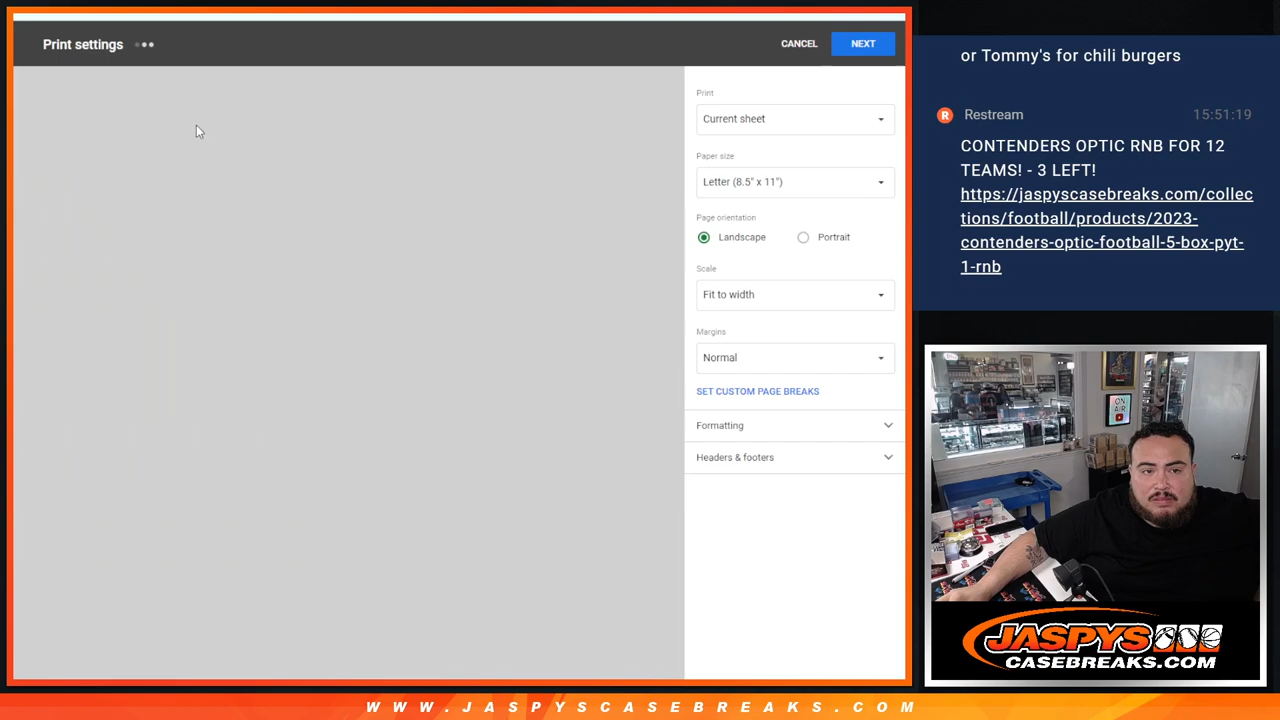 Print settings
CANCEL
NEXT
Print
Current sheet
Paper size
Letter (8.5" x 11")
Page orientation
Landscape
Portrait
Scale
Fit to width
Margins
Normal
SET CUSTOM PAGE BREAKS
Formatting
Headers & footers
or Tommy's for chili burgers
Restream
15:51:19
CONTENDERS OPTIC RNB FOR 12
TEAMS! - 3 LEFT!
https://jaspyscasebreaks.com/collec
tions/football/products/2023-
contenders-optic-football-5-box-pyt-
1-rnb
ON
AIR
JASPYS
CASEBREAKS.COM
WWW.JASPYSCASEBREAKS.COM